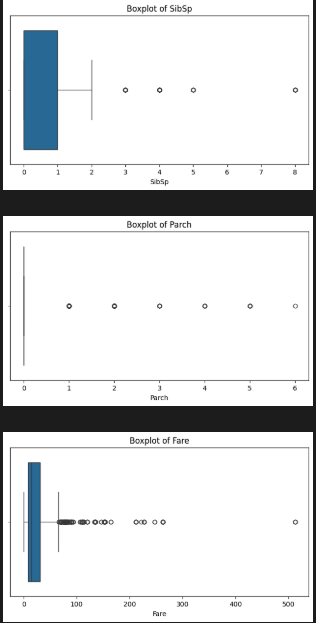 Boxplot of SibSp
0 1 2 3 4 5 6 7 8
SibSp
Boxplot of Parch
0 1 2 3 4 5 6
Parch
Boxplot of Fare
0 100 200 300 400 500
Fare